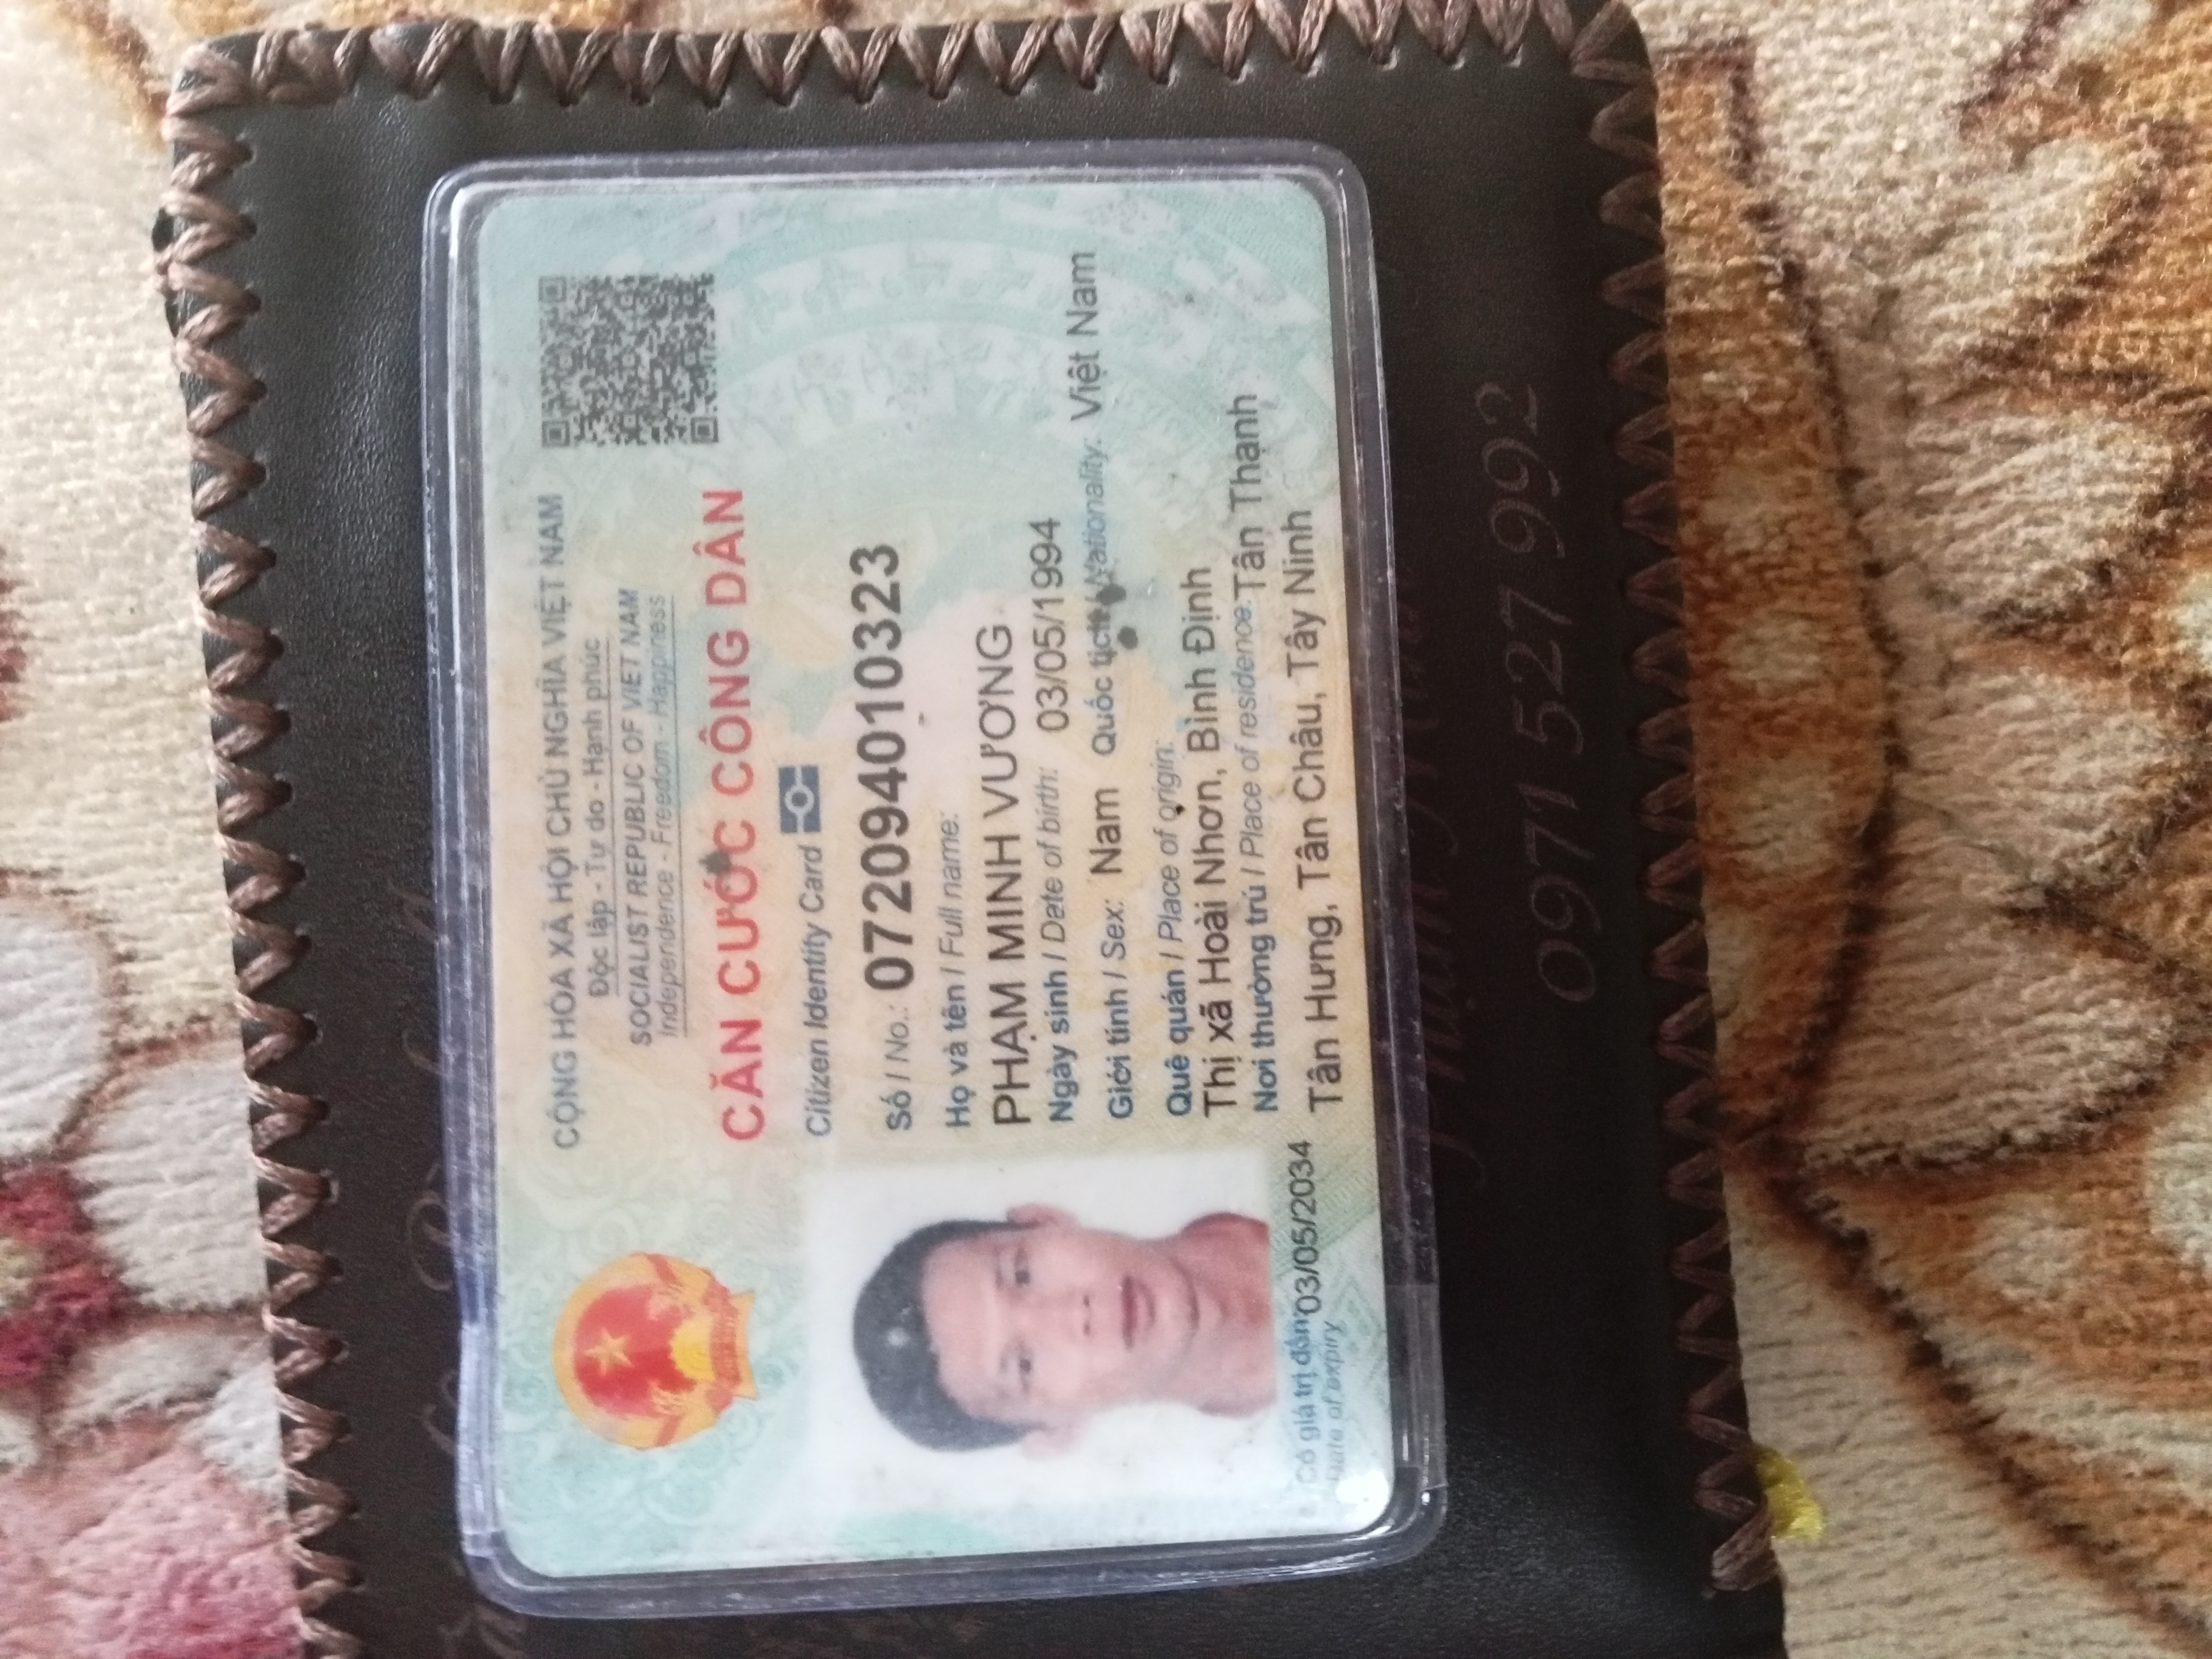 CỘNG HÒA XÃ HỘI CHỦ NGHĨA VIỆT NAM
Độc lập - Tự do - Hạnh phúc
SOCIALIST REPUBLIC OF VIET NAM
Independence - Freedom - Happiness
CĂN CƯỚC CÔNG DÂN
Citizen Identity Card
Số / No.: 072094010323
Họ và tên / Full name:
PHẠM MINH VƯƠNG
Ngày sinh / Date of birth: 03/05/1994
Giới tính / Sex: Nam Quốc tịch / Nationality: Việt Nam
Quê quán / Place of origin:
Thị xã Hoài Nhơn, Bình Định
Nơi thường trú / Place of residence: Tân Thạnh
Tân Hưng, Tân Châu, Tây Ninh
Có giá trị đến: 03/05/2034
Date of expiry
0971 527 992